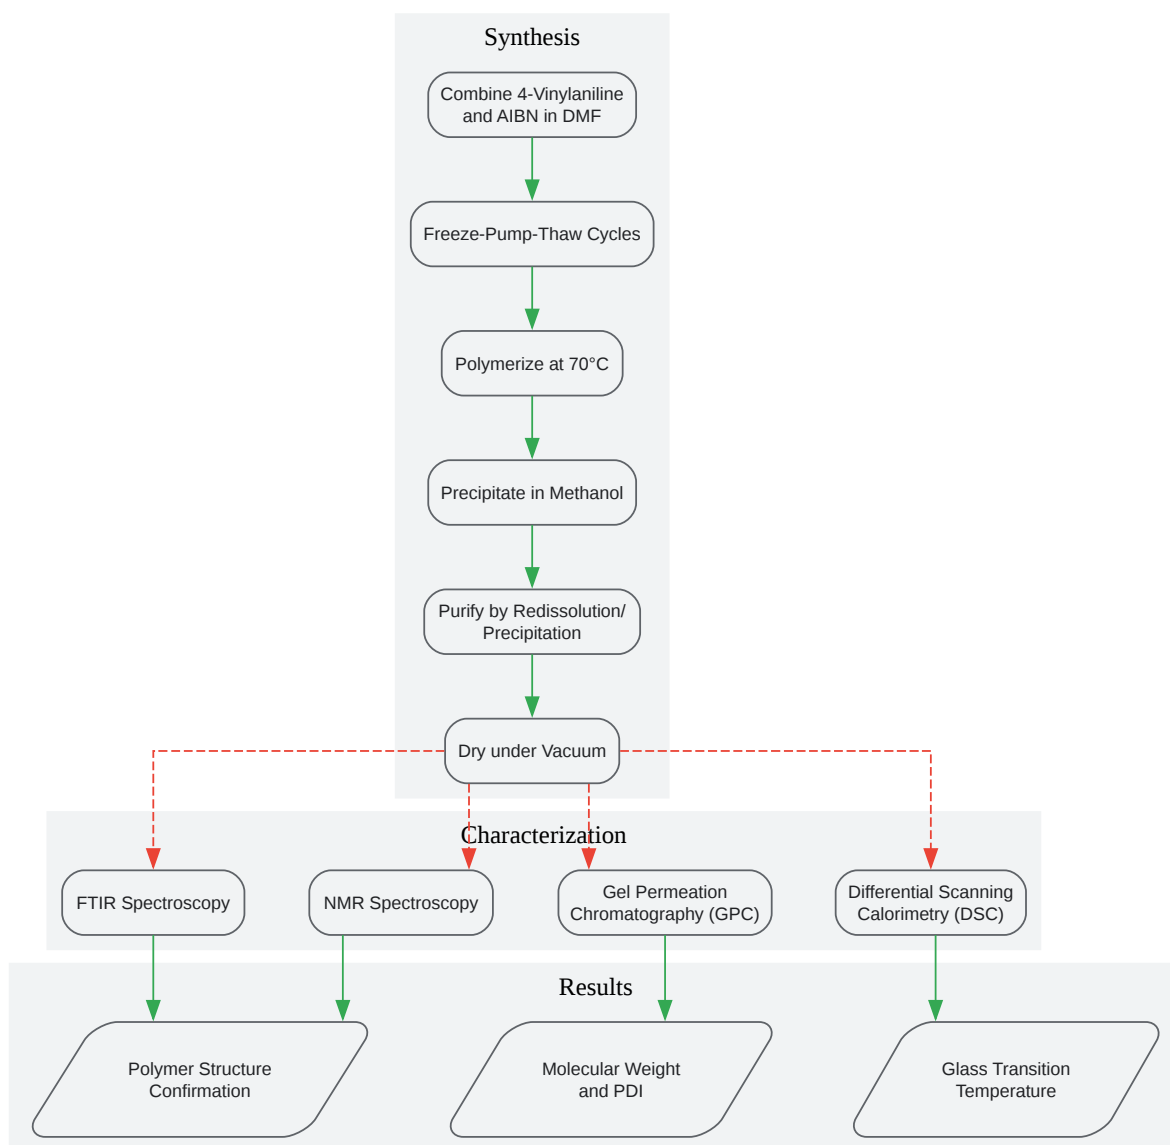 Synthesis
Combine 4-Vinylaniline
and AIBN in DMF
Freeze-Pump-Thaw Cycles
Polymerize at 70°C
Precipitate in Methanol
Purify by Redissolution/
Precipitation
Dry under Vacuum
Characterization
FTIR Spectroscopy
NMR Spectroscopy
Gel Permeation
Chromatography (GPC)
Differential Scanning
Calorimetry (DSC)
Results
Polymer Structure
Confirmation
Molecular Weight
and PDI
Glass Transition
Temperature